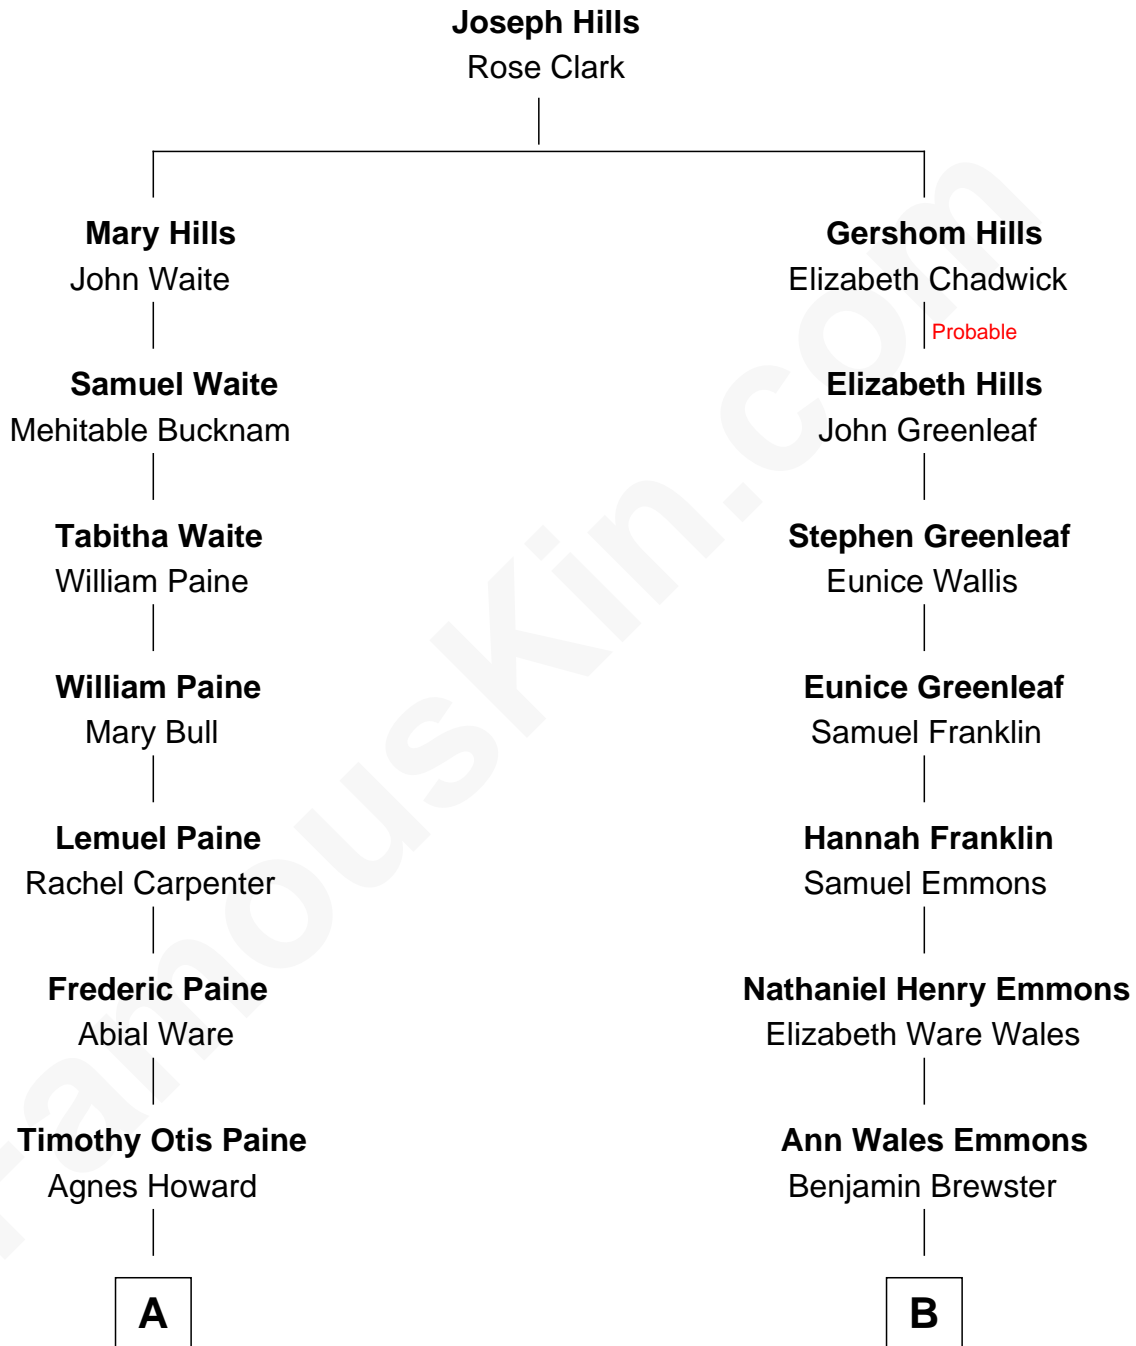 Joseph Hills
Rose Clark
Mary Hills
John Waite
Gershom Hills
Elizabeth Chadwick
Probable
Samuel Waite
Mehitable Bucknam
Elizabeth Hills
John Greenleaf
Tabitha Waite
William Paine
Stephen Greenleaf
Eunice Wallis
William Paine
Mary Bull
Eunice Greenleaf
Samuel Franklin
Lemuel Paine
Rachel Carpenter
Hannah Franklin
Samuel Emmons
Frederic Paine
Abial Ware
Nathaniel Henry Emmons
Elizabeth Ware Wales
Timothy Otis Paine
Agnes Howard
Ann Wales Emmons
Benjamin Brewster
A
B
FamousKin.com